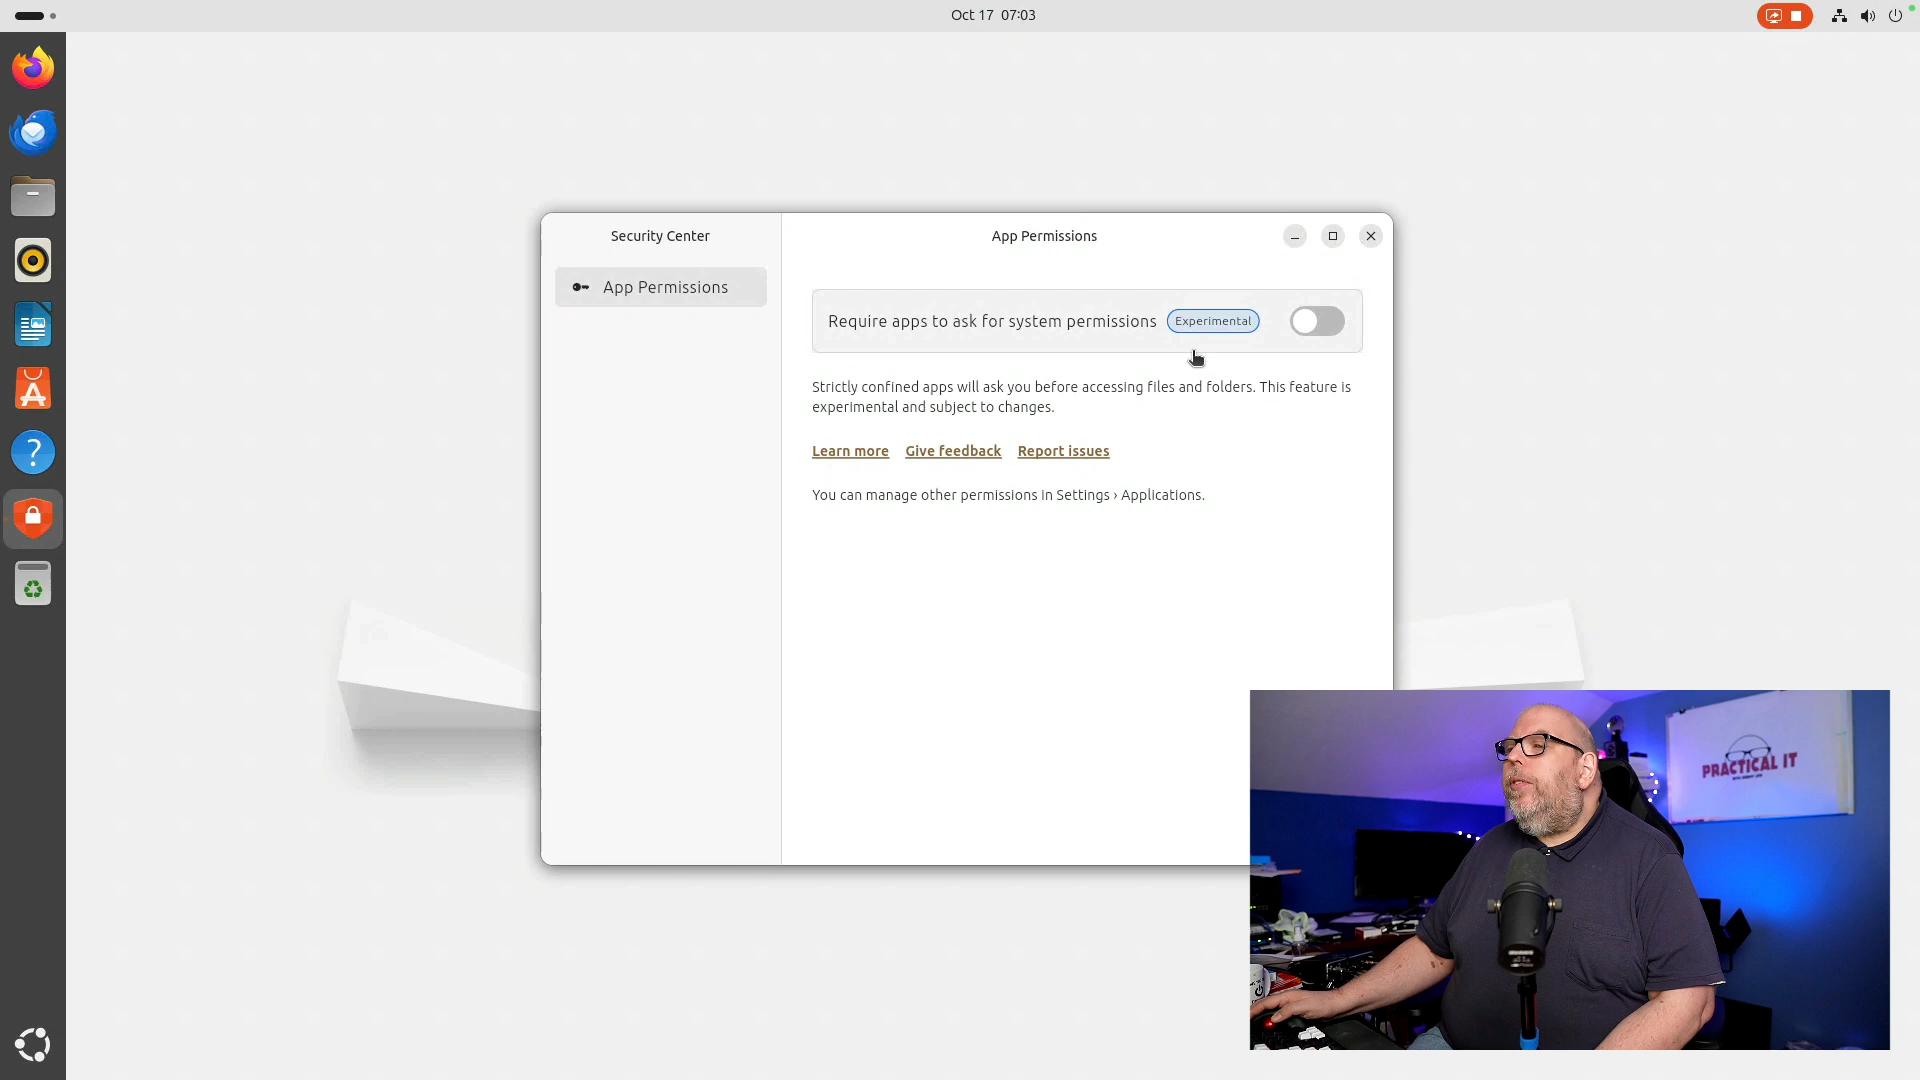 Oct 17 07:03
Security Center
App Permissions
App Permissions
Require apps to ask for system permissions
Experimental
Strictly confined apps will ask you before accessing files and folders. This feature is
experimental and subject to changes.
Learn more Give feedback Report issues
You can manage other permissions in Settings › Applications.
PRACTICAL IT